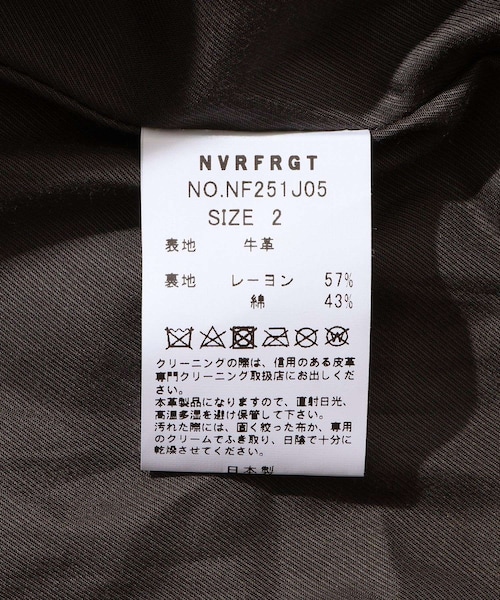 NVRFRGT
NO.NF251J05
SIZE 2
表地 牛革
裏地 レーヨン 57%
綿 43%
クリーニングの際は、信用のある皮革
専門クリーニング取扱店にお出しくだ
さい。
本革製品になりますので、直射日光、
高温多湿を避け保管して下さい。
汚れた際には、固く絞った布か、専用
のクリームでふき取り、日陰で十分に
乾燥させてください。
日本製